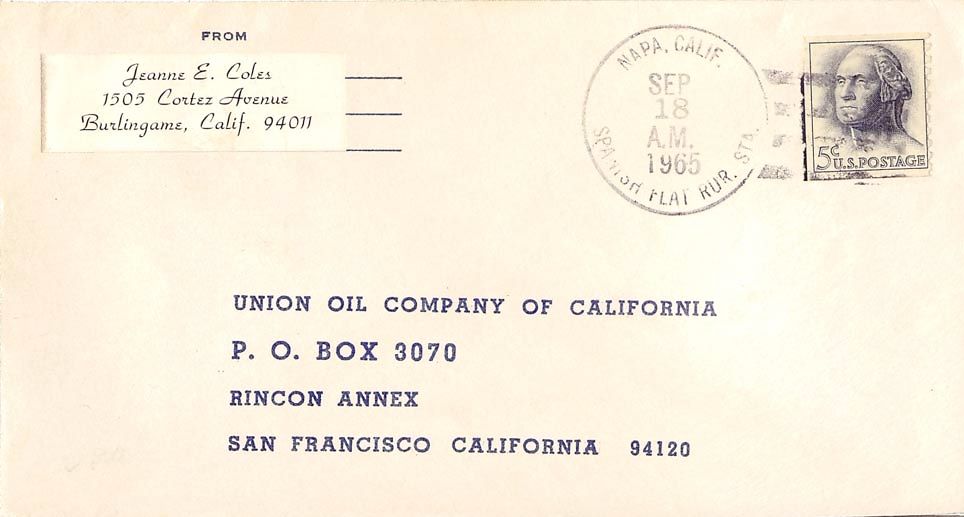 FROM
Jeanne E. Coles
1505 Cortez Avenue
Burlingame, Calif. 94011
NAPA, CALIF.
SEP
18
A.M.
1965
SPANISH FLAT RUR. STA.
5¢
U.S.POSTAGE
UNION OIL COMPANY OF CALIFORNIA
P. O. BOX 3070
RINCON ANNEX
SAN FRANCISCO CALIFORNIA 94120